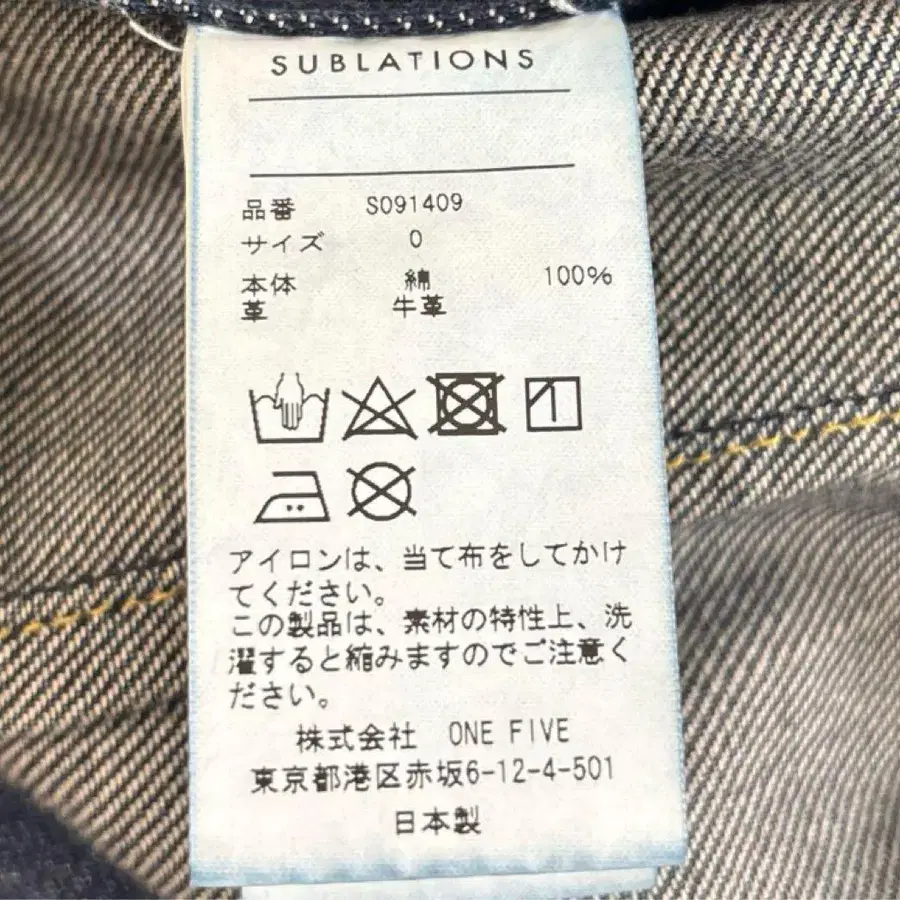 SUBLATIONS
品番 S091409
サイズ 0
本体 綿 100%
革 牛革
アイロンは、当て布をしてかけ
てください。
この製品は、素材の特性上、洗
濯すると縮みますのでご注意く
ださい。
株式会社 ONE FIVE
東京都港区赤坂6-12-4-501
日本製